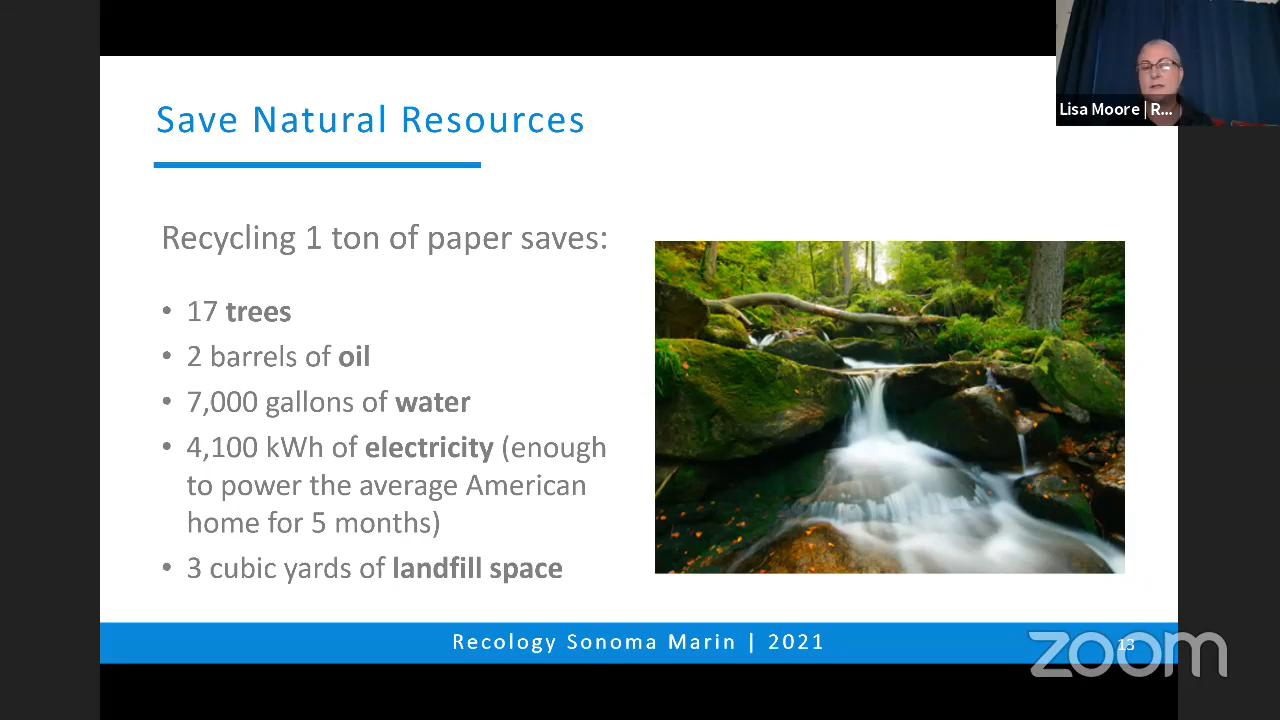 Save Natural Resources
Lisa Moore | R...
Recycling 1 ton of paper saves:
• 17 trees
• 2 barrels of oil
• 7,000 gallons of water
• 4,100 kWh of electricity (enough
to power the average American
home for 5 months)
• 3 cubic yards of landfill space
Recology Sonoma Marin | 2021
13
zoom